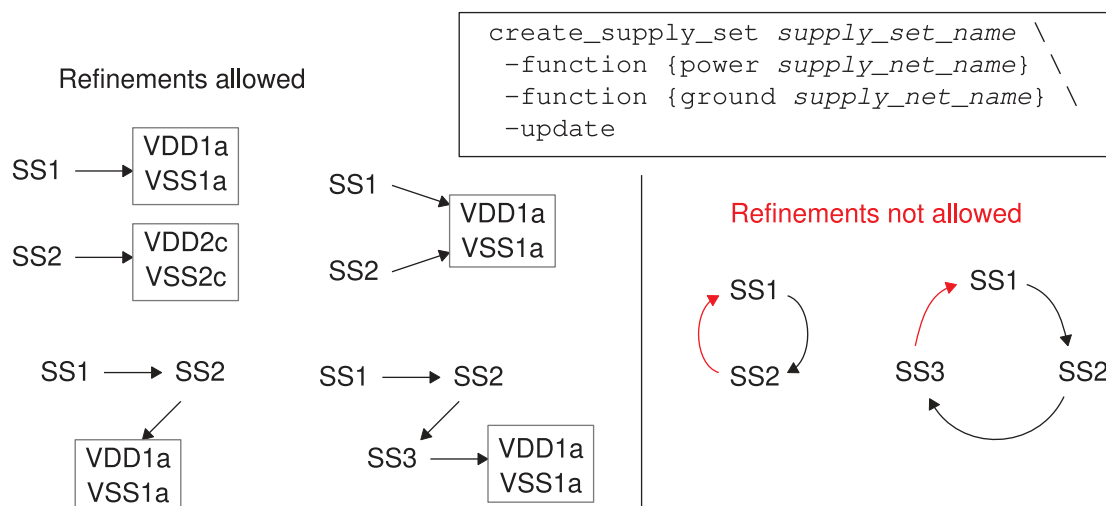 create_supply_set supply_set_name \
-function {power supply_net_name} \
-function {ground supply_net_name} \
-update
Refinements allowed
SS1
VDD1a
VSS1a
SS2
VDD2c
VSS2c
SS1
SS2
VDD1a
VSS1a
SS1
SS2
VDD1a
VSS1a
SS1
SS2
SS3
VDD1a
VSS1a
Refinements not allowed
SS1
SS2
SS1
SS3
SS2